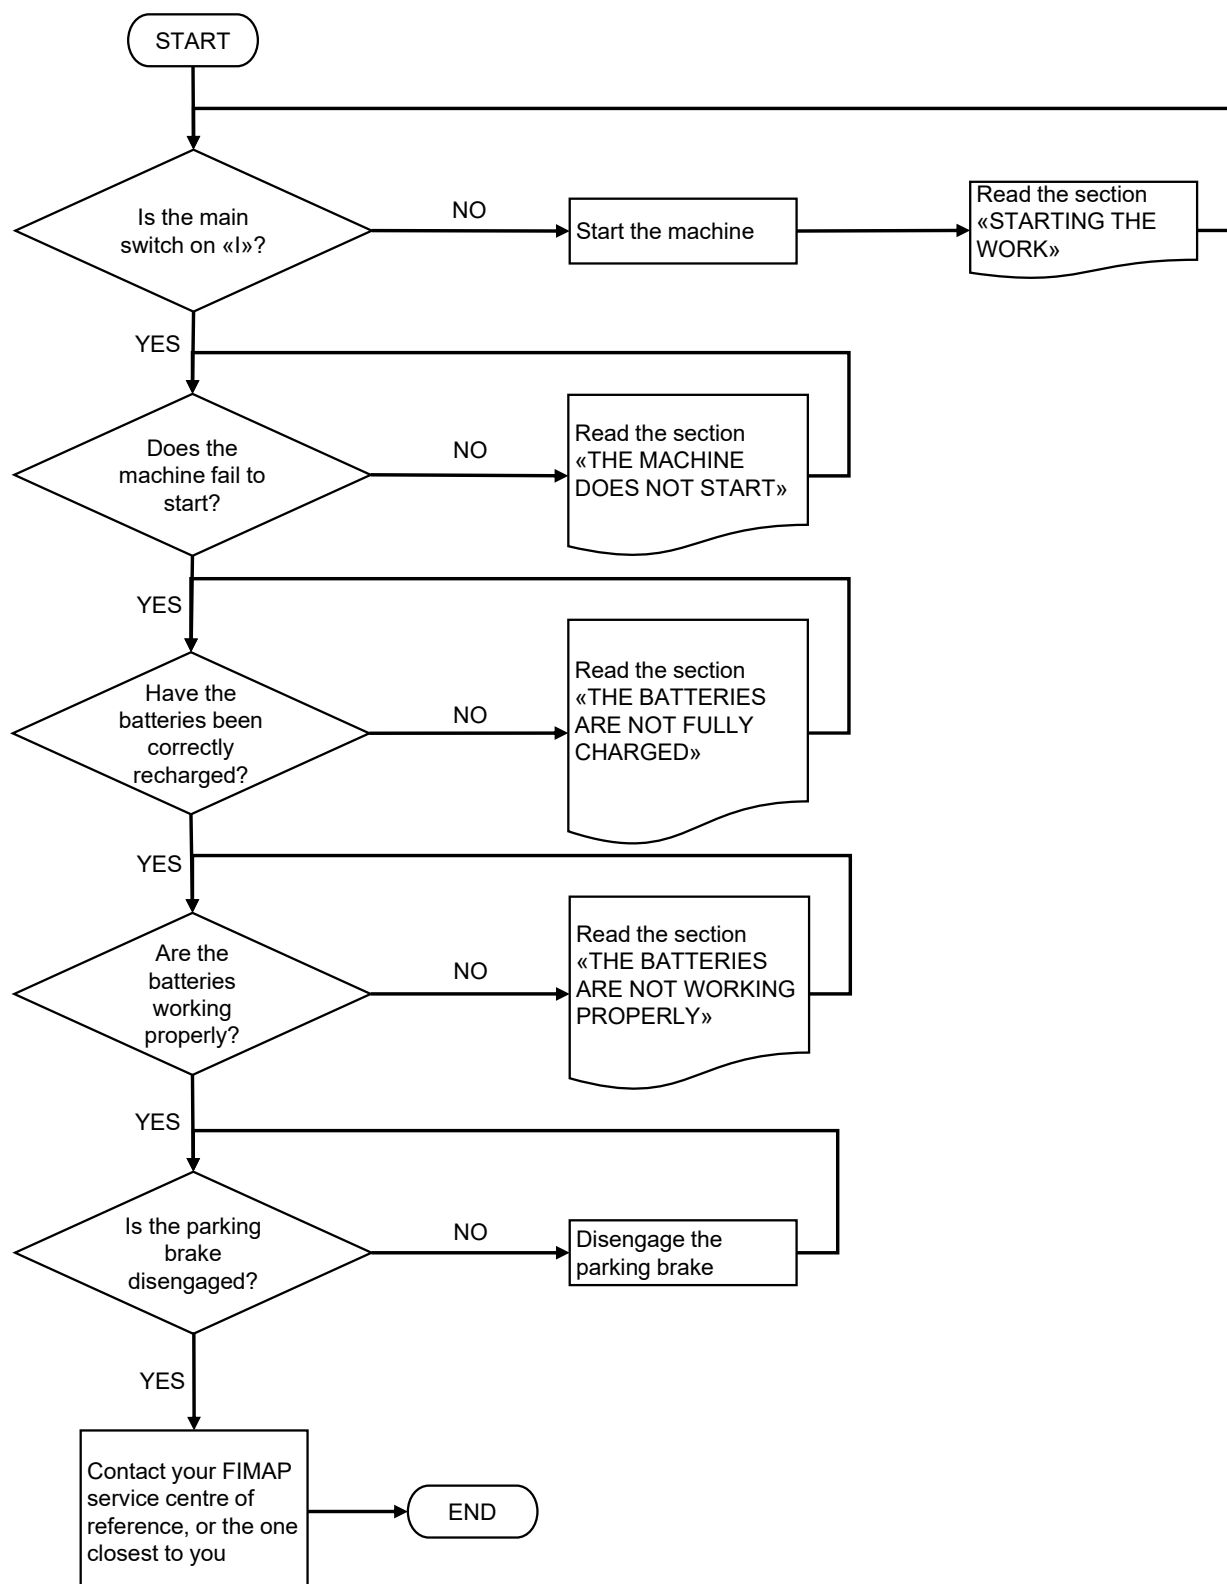 START
Is the main
switch on «I»?
NO
Start the machine
Read the section
«STARTING THE
WORK»
YES
Does the
machine fail to
start?
NO
Read the section
«THE MACHINE
DOES NOT START»
YES
Have the
batteries been
correctly
recharged?
NO
Read the section
«THE BATTERIES
ARE NOT FULLY
CHARGED»
YES
Are the
batteries
working
properly?
NO
Read the section
«THE BATTERIES
ARE NOT WORKING
PROPERLY»
YES
Is the parking
brake
disengaged?
NO
Disengage the
parking brake
YES
Contact your FIMAP
service centre of
reference, or the one
closest to you
END